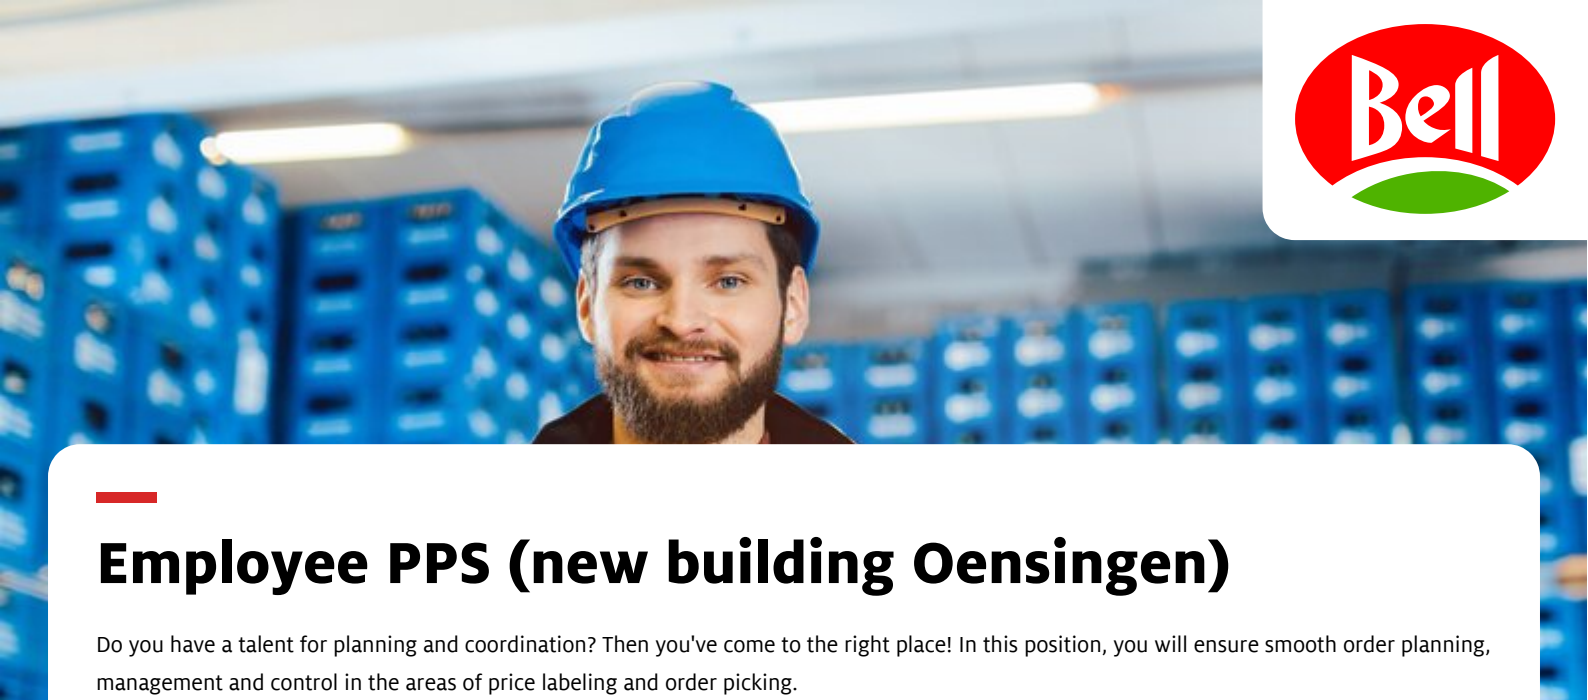 Bell
Employee PPS (new building Oensingen)
Do you have a talent for planning and coordination? Then you've come to the right place! In this position, you will ensure smooth order planning,
management and control in the areas of price labeling and order picking.